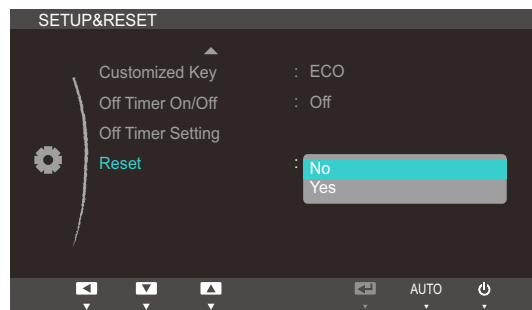 SETUP&RESET
Customized Key : ECO
Off Timer On/Off : Off
Off Timer Setting
Reset : No
Yes
AUTO